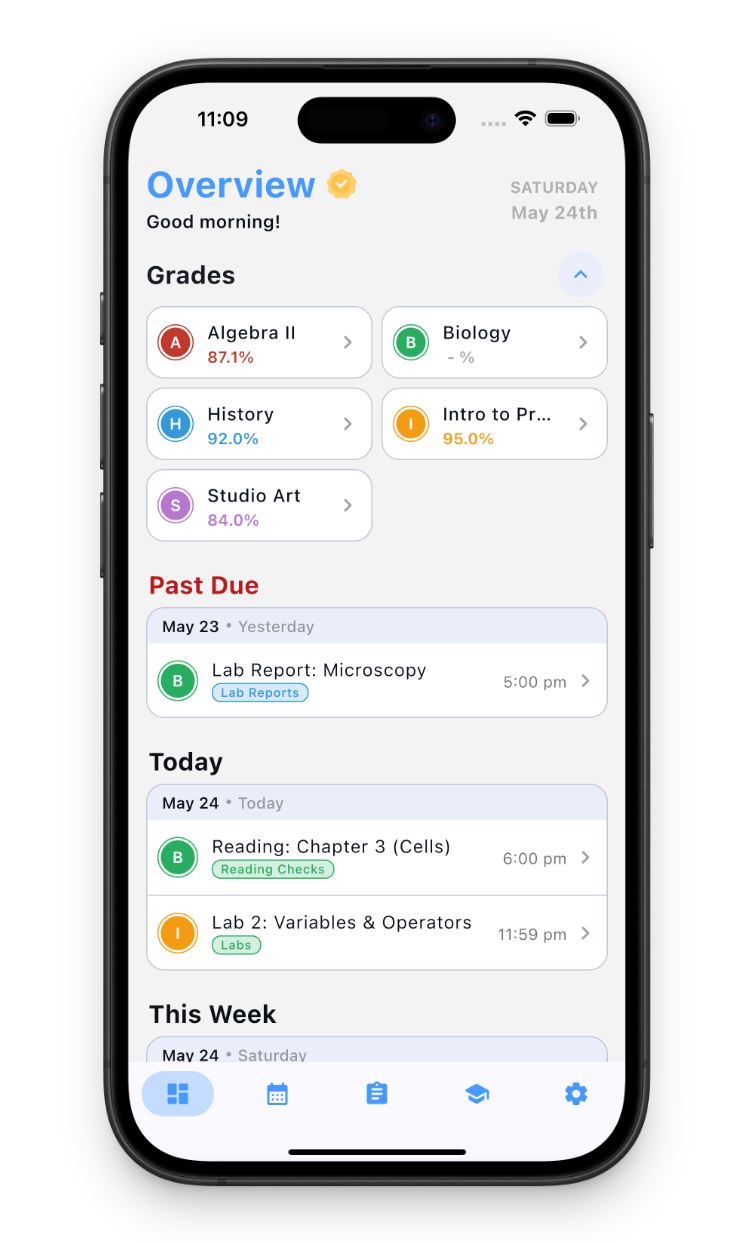 11:09
Overview
SATURDAY
Good morning!
May 24th
Grades
A Algebra II
87.1%
B Biology
- %
H History
92.0%
I Intro to Pr...
95.0%
S Studio Art
84.0%
Past Due
May 23 • Yesterday
B Lab Report: Microscopy
Lab Reports
5:00 pm
Today
May 24 • Today
B Reading: Chapter 3 (Cells)
Reading Checks
6:00 pm
I Lab 2: Variables & Operators
Labs
11:59 pm
This Week
May 24 • Saturday